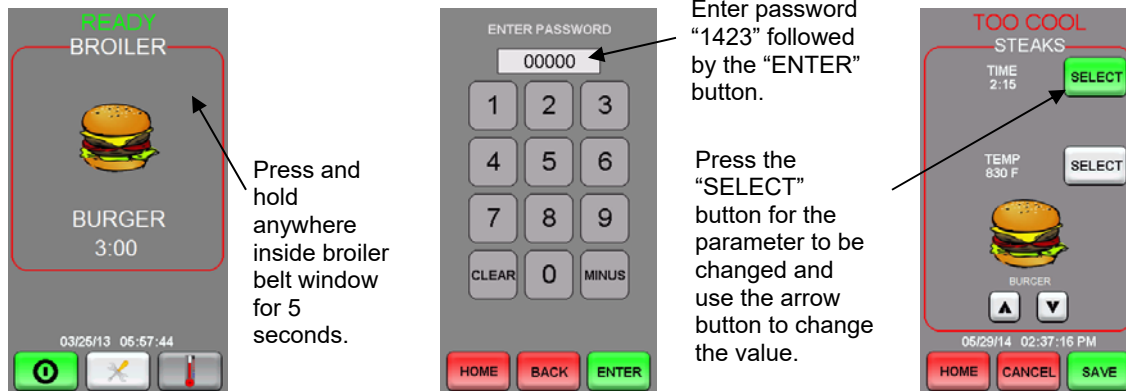 READY
BROILER
BURGER
3:00
03/25/13 05:57:44
Press and
hold
anywhere
inside broiler
belt window
for 5
seconds.
ENTER PASSWORD
00000
1 2 3
4 5 6
7 8 9
CLEAR 0 MINUS
HOME BACK ENTER
Enter password
“1423” followed
by the “ENTER”
button.
Press the
“SELECT”
button for the
parameter to be
changed and
use the arrow
button to change
the value.
TOO COOL
STEAKS
TIME
2:15
SELECT
TEMP
830 F
SELECT
BURGER
05/29/14 02:37:16 PM
HOME CANCEL SAVE